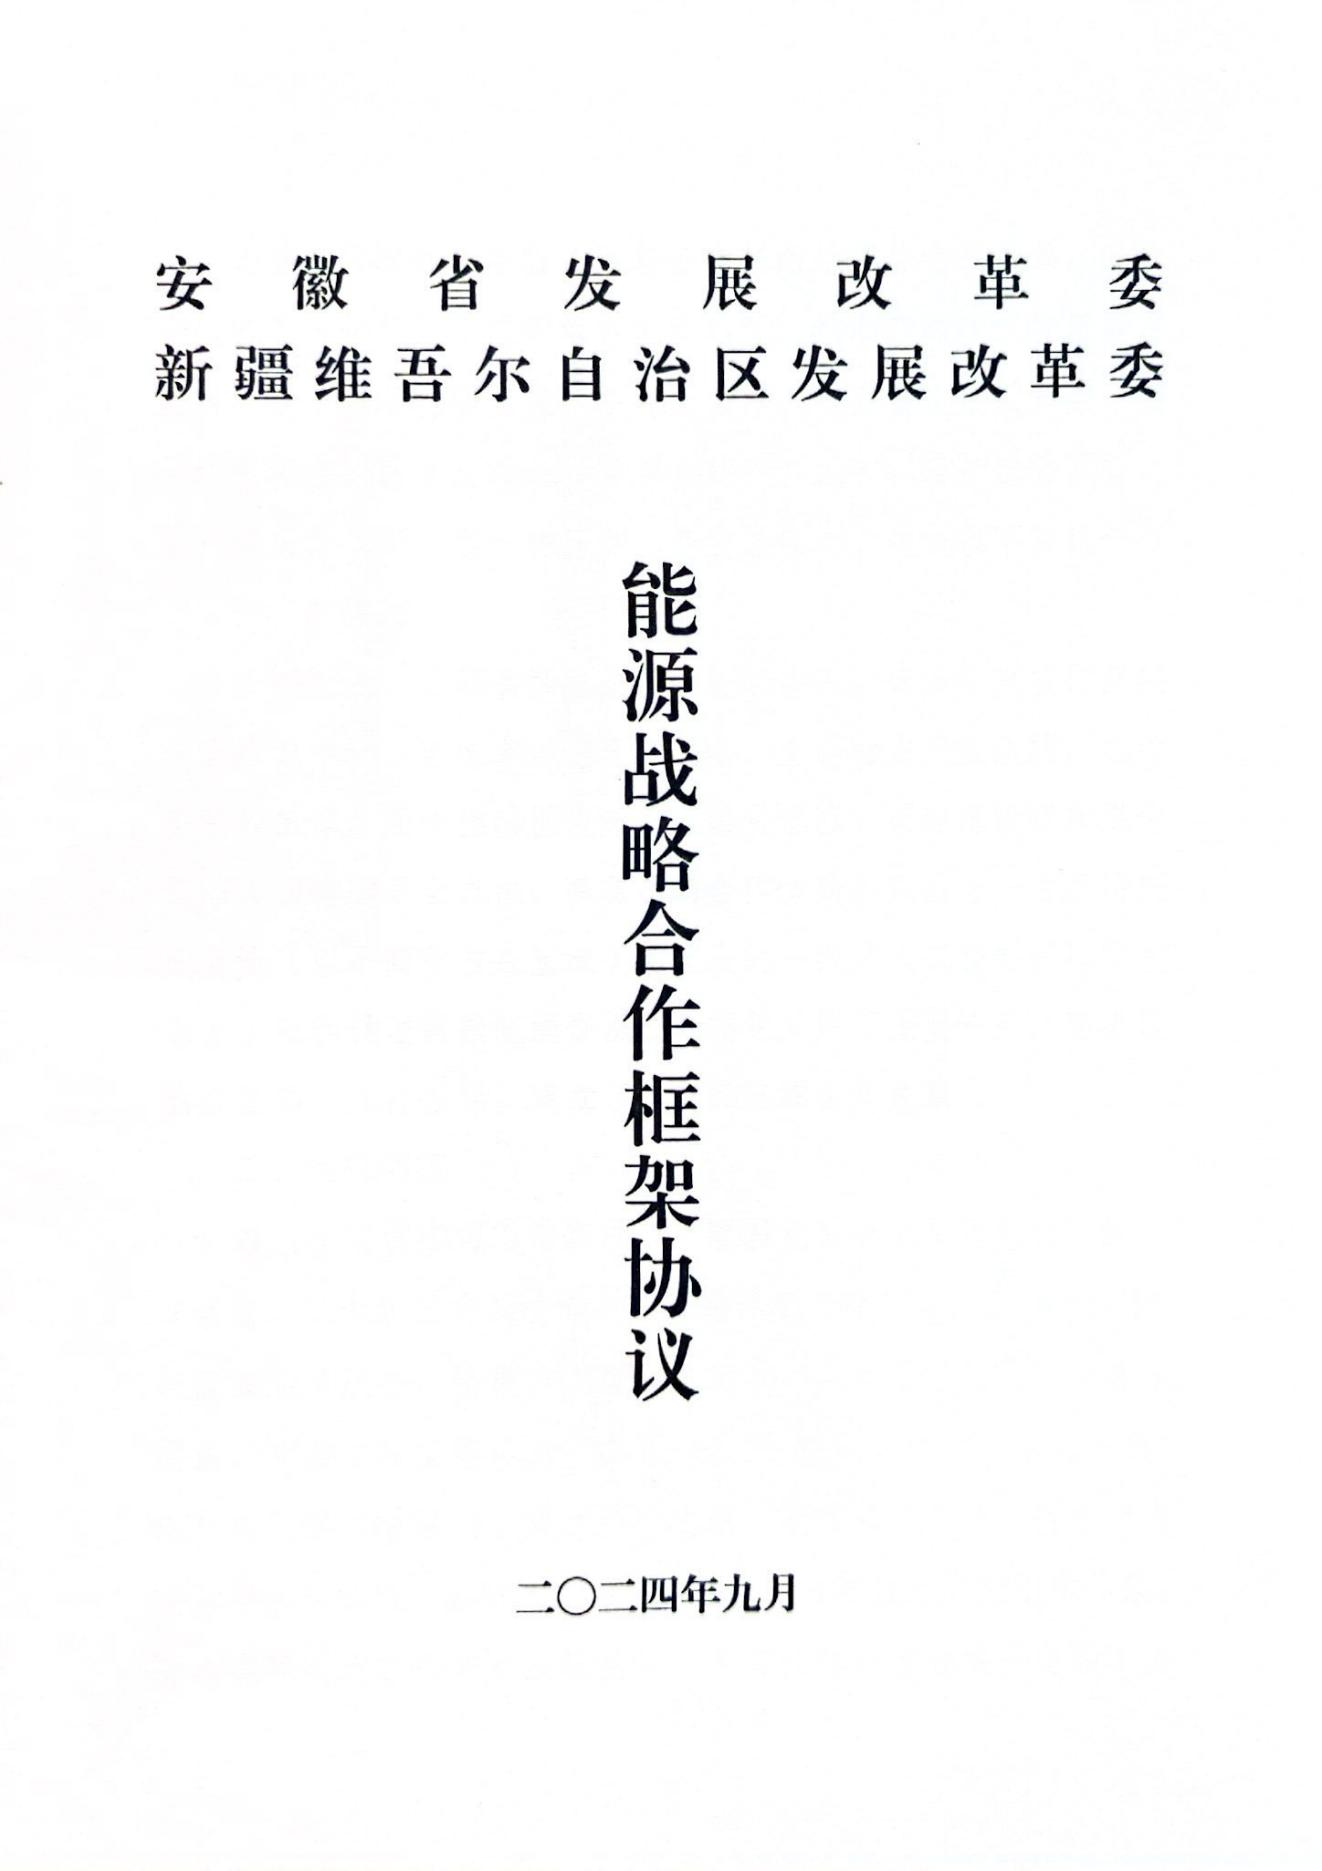 安徽省发展改革委
新疆维吾尔自治区发展改革委
能源战略合作框架协议
二〇二四年九月